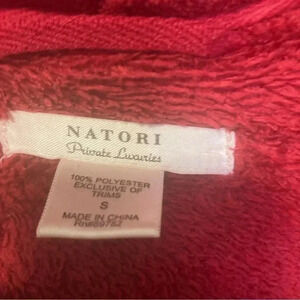 NATORI
Private Luxuries
100% POLYESTER
EXCLUSIVE OF
TRIMS
S
MADE IN CHINA